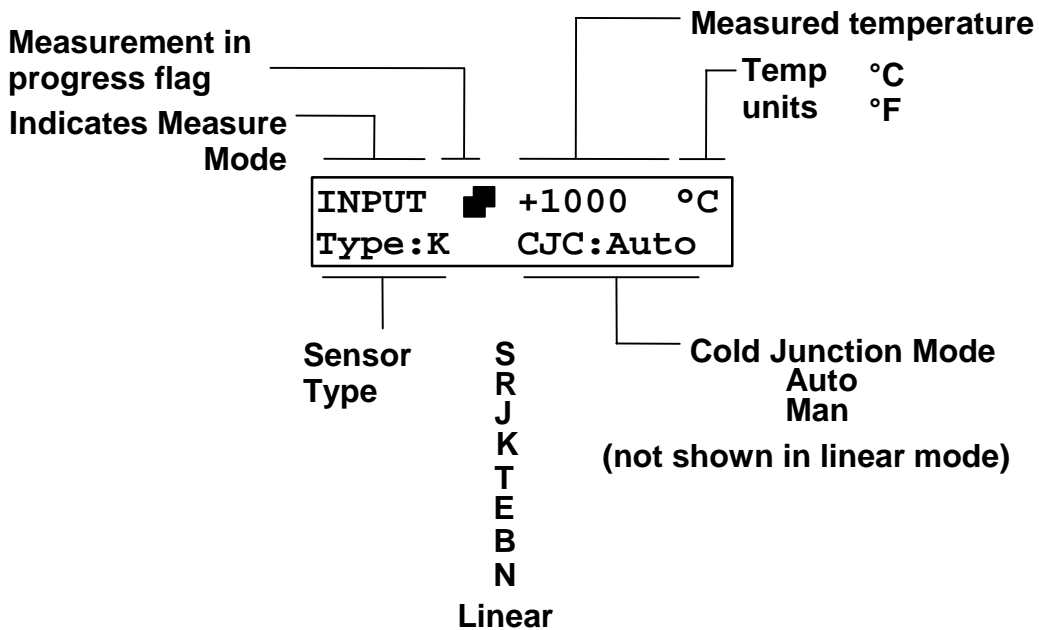 Measured temperature
Measurement in
progress flag
Temp °C
units °F
Indicates Measure
Mode
INPUT +1000 °C
Type:K CJC:Auto
Sensor
Type
S
R
J
K
T
E
B
N
Linear
Cold Junction Mode
Auto
Man
(not shown in linear mode)